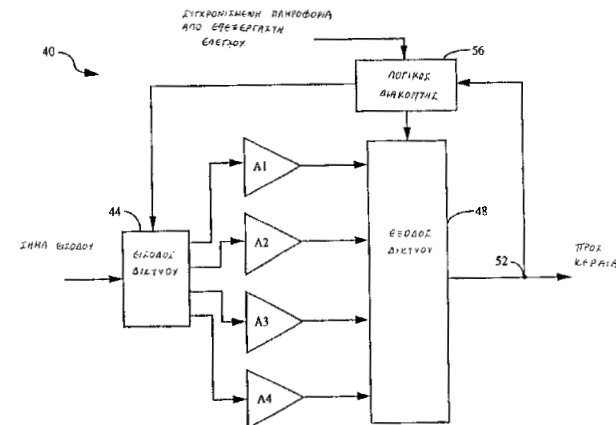 ΣΥΓΧΡΟΝΙΣΜΕΝΗ ΠΛΗΡΟΦΟΡΙΑ
ΑΠΟ ΕΠΕΞΕΡΓΑΣΤΗ
ΕΛΕΓΧΟΥ
40
56
ΛΟΓΙΚΟΣ
ΔΙΑΚΟΠΤΗΣ
A1
44
48
ΣΗΜΑ ΕΙΣΟΔΟΥ
ΕΙΣΟΔΟΣ
ΔΙΚΤΥΟΥ
A2
ΕΞΟΔΟΣ
ΔΙΚΤΥΟΥ
52
ΠΡΟΣ
ΚΕΡΑΙΑ
A3
A4